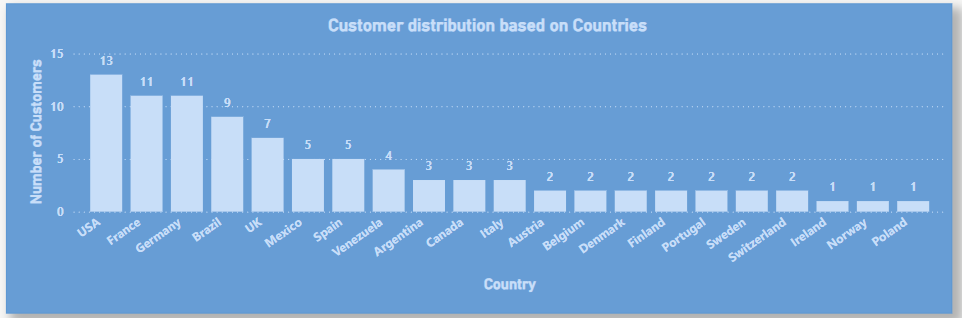 Customer distribution based on Countries
Number of Customers
15
10
5
0
13
11
11
9
7
5
5
4
3
3
3
2
2
2
2
2
2
2
1
1
1
USA
France
Germany
Brazil
UK
Mexico
Spain
Venezuela
Argentina
Canada
Italy
Austria
Belgium
Denmark
Finland
Portugal
Sweden
Switzerland
Ireland
Norway
Poland
Country